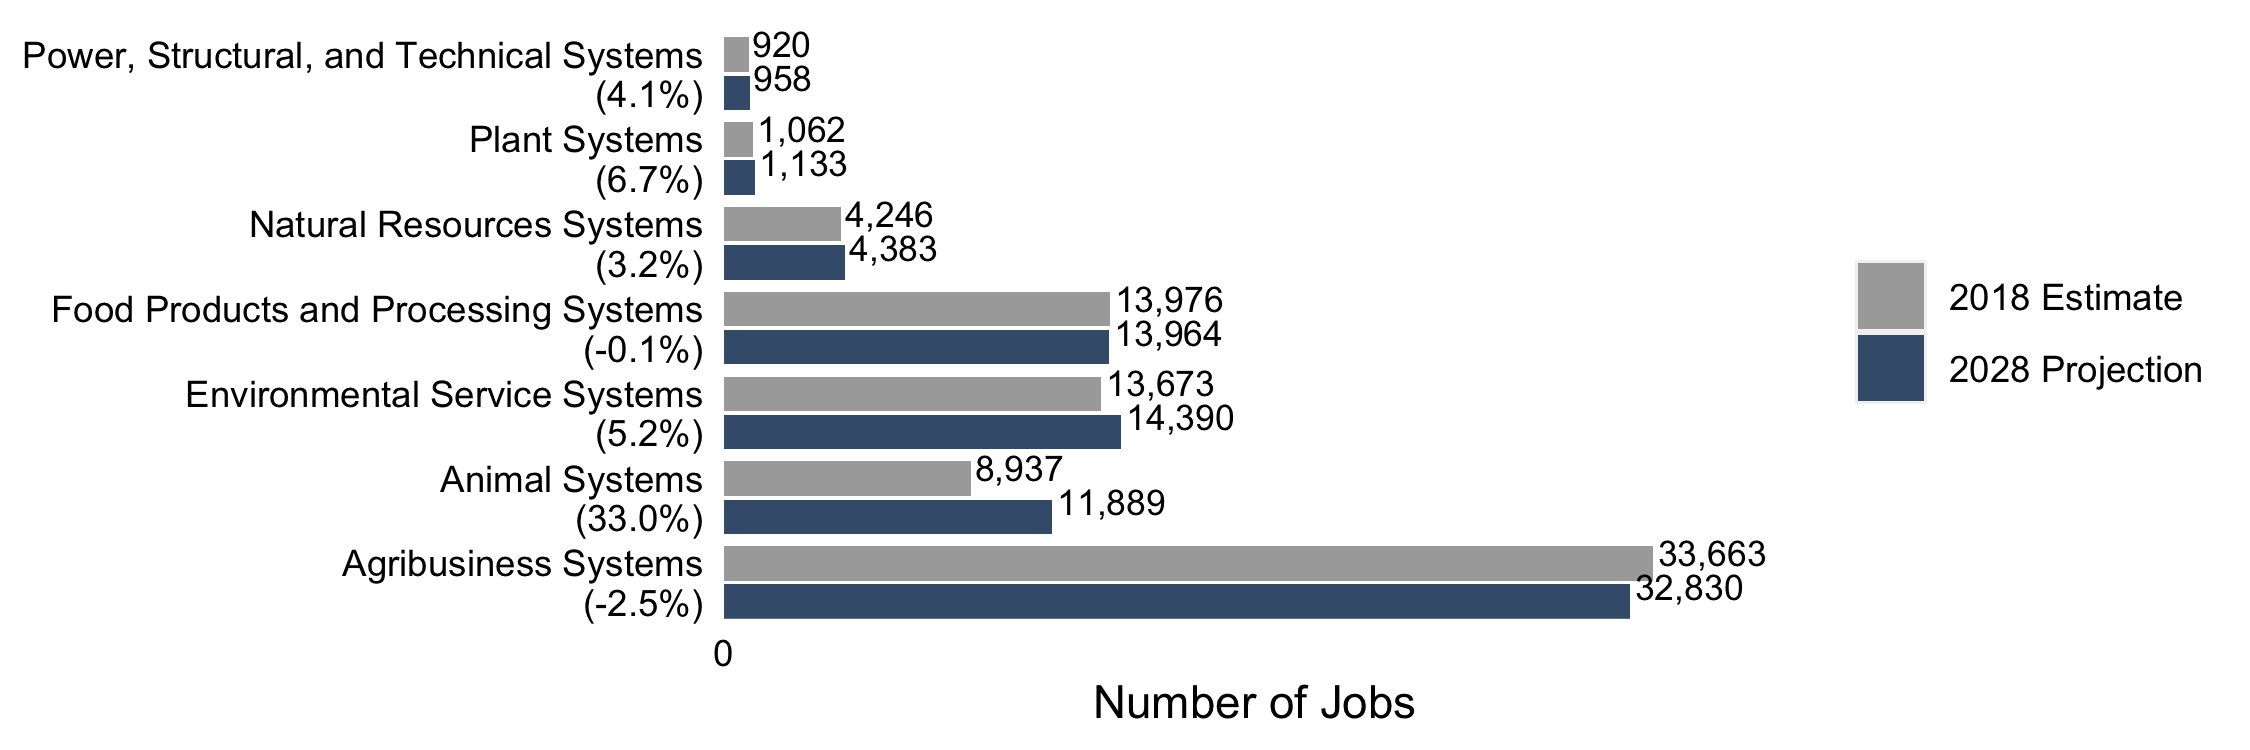 Power, Structural, and Technical Systems
(4.1%)
920
958
Plant Systems
(6.7%)
1,062
1,133
Natural Resources Systems
(3.2%)
4,246
4,383
Food Products and Processing Systems
(-0.1%)
13,976
13,964
Environmental Service Systems
(5.2%)
13,673
14,390
Animal Systems
(33.0%)
8,937
11,889
Agribusiness Systems
(-2.5%)
33,663
32,830
0
Number of Jobs
2018 Estimate
2028 Projection